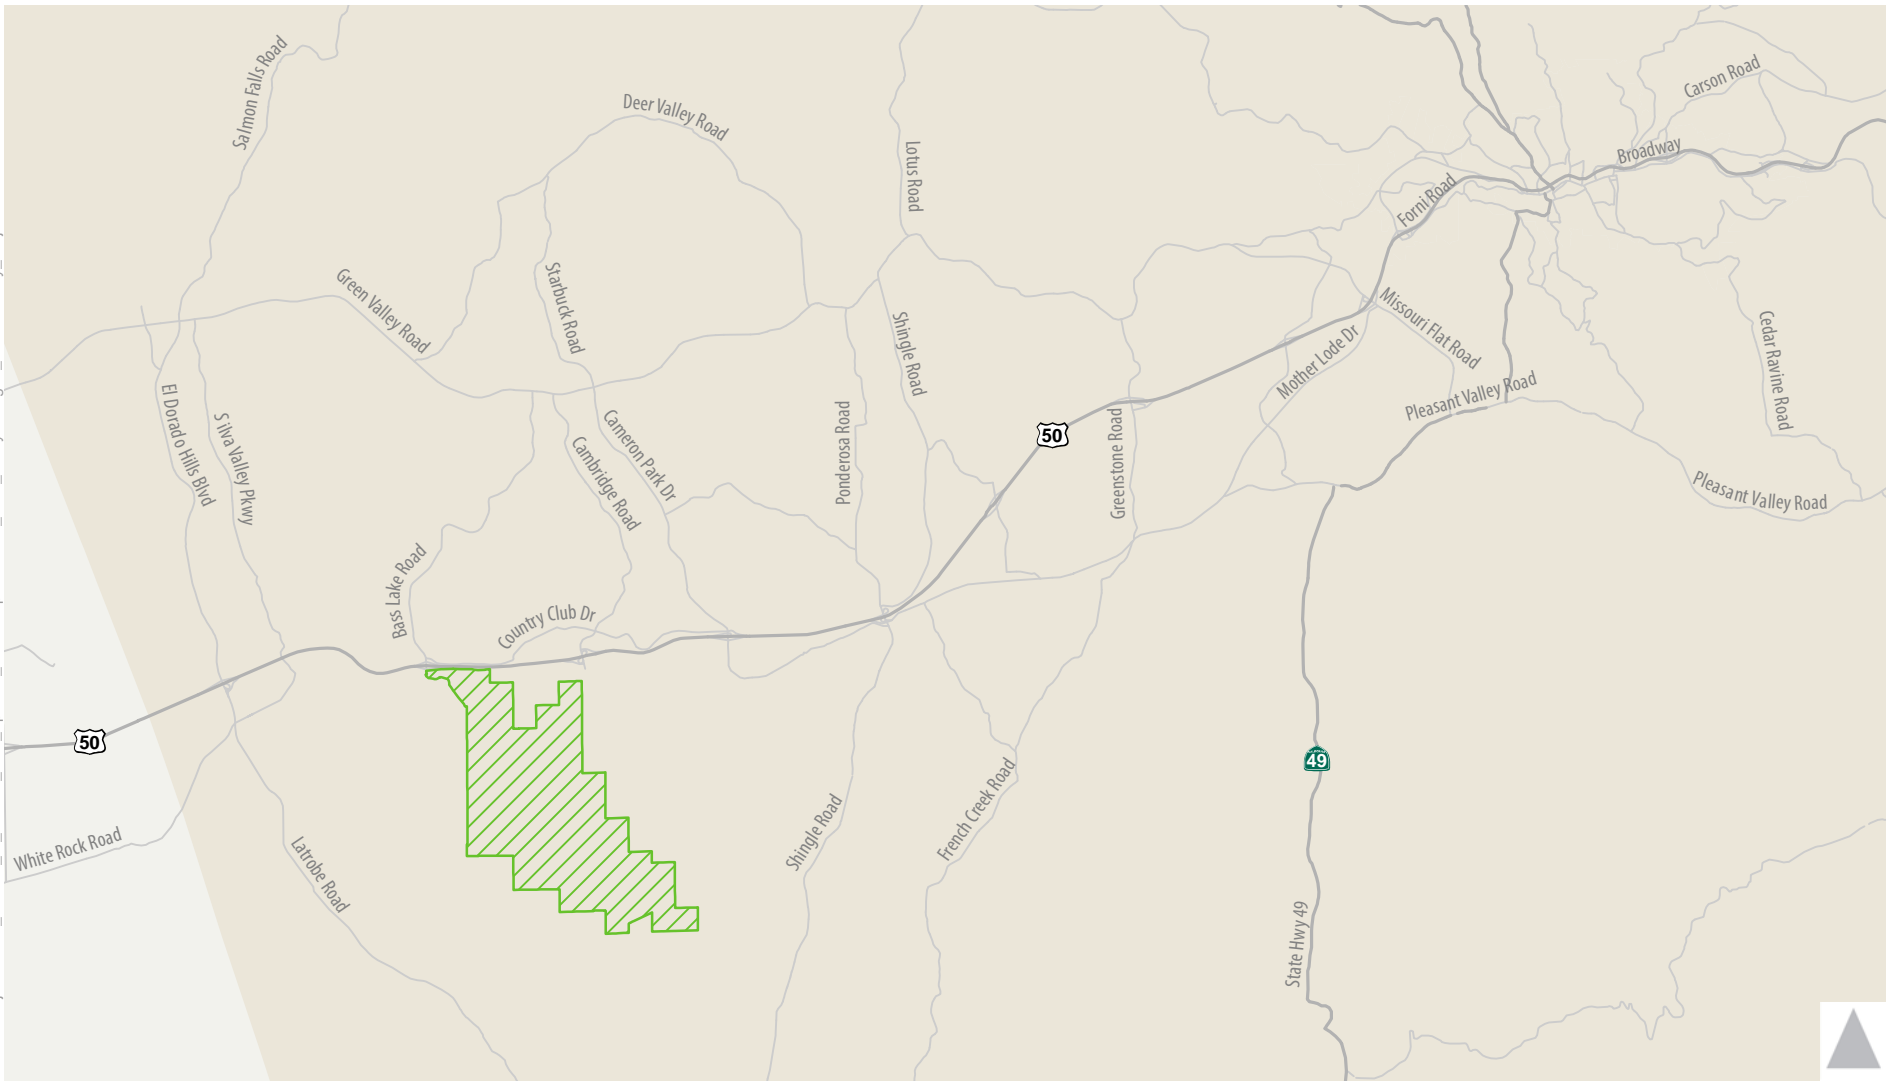 Salmon Falls Road
Deer Valley Road
Carson Road
Lotus Road
Broadway
Forni Road
Green Valley Road
Starbuck Road
Shingle Road
Missouri Flat Road
Mother Lode Dr
Cedar Ravine Road
El Dorado Hills Blvd
Silva Valley Pkwy
Cameron Park Dr
Cambridge Road
Ponderosa Road
50
Greenstone Road
Pleasant Valley Road
Pleasant Valley Road
Bass Lake Road
Country Club Dr
50
49
White Rock Road
Latrobe Road
Shingle Road
French Creek Road
State Hwy 49